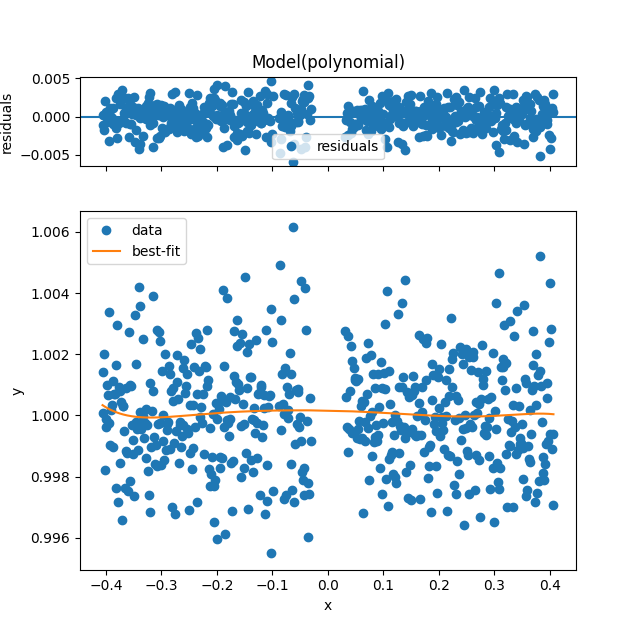 Model(polynomial)
0.005
0.000
−0.005
residuals
residuals
1.006
1.004
1.002
1.000
0.998
0.996
y
data
best-fit
−0.4 −0.3 −0.2 −0.1 0.0 0.1 0.2 0.3 0.4
x